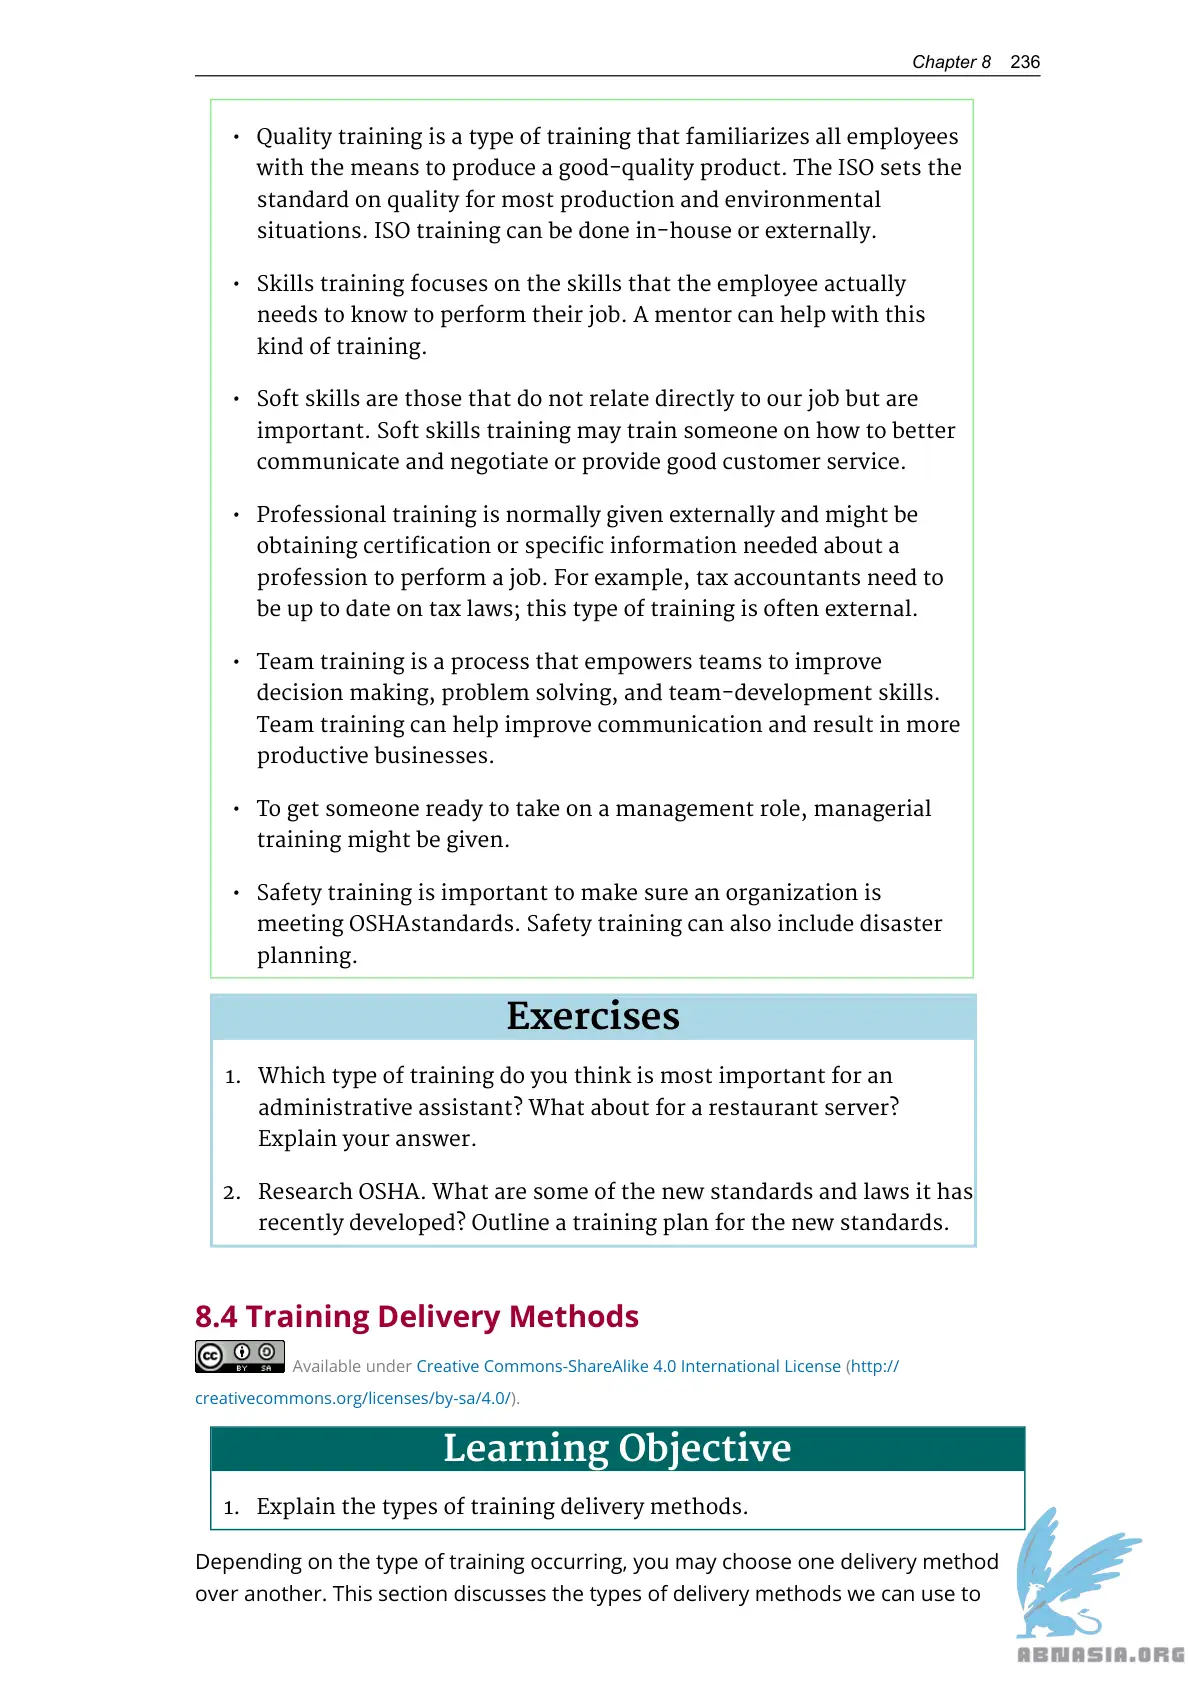 Chapter 8 236
• Quality training is a type of training that familiarizes all employees
with the means to produce a good-quality product. The ISO sets the
standard on quality for most production and environmental
situations. ISO training can be done in-house or externally.
• Skills training focuses on the skills that the employee actually
needs to know to perform their job. A mentor can help with this
kind of training.
• Soft skills are those that do not relate directly to our job but are
important. Soft skills training may train someone on how to better
communicate and negotiate or provide good customer service.
• Professional training is normally given externally and might be
obtaining certification or specific information needed about a
profession to perform a job. For example, tax accountants need to
be up to date on tax laws; this type of training is often external.
• Team training is a process that empowers teams to improve
decision making, problem solving, and team-development skills.
Team training can help improve communication and result in more
productive businesses.
• To get someone ready to take on a management role, managerial
training might be given.
• Safety training is important to make sure an organization is
meeting OSHAstandards. Safety training can also include disaster
planning.
Exercises
1. Which type of training do you think is most important for an
administrative assistant? What about for a restaurant server?
Explain your answer.
2. Research OSHA. What are some of the new standards and laws it has
recently developed? Outline a training plan for the new standards.
8.4 Training Delivery Methods
cc BY SA Available under Creative Commons-ShareAlike 4.0 International License (http://
creativecommons.org/licenses/by-sa/4.0/).
Learning Objective
1. Explain the types of training delivery methods.
Depending on the type of training occurring, you may choose one delivery method
over another. This section discusses the types of delivery methods we can use to
ABNASIA.ORG